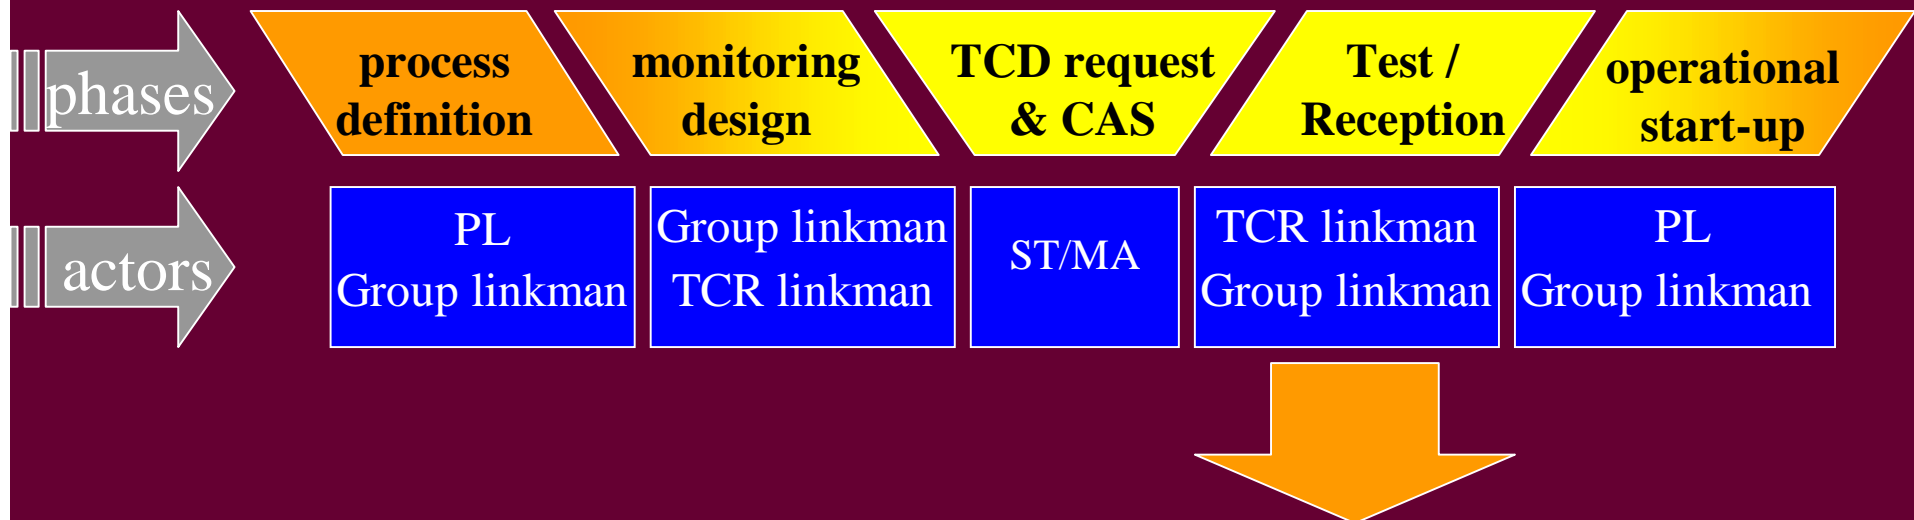 phases
process
definition
monitoring
design
TCD request
& CAS
Test /
Reception
operational
start-up
actors
PL
Group linkman
Group linkman
TCR linkman
ST/MA
TCR linkman
Group linkman
PL
Group linkman